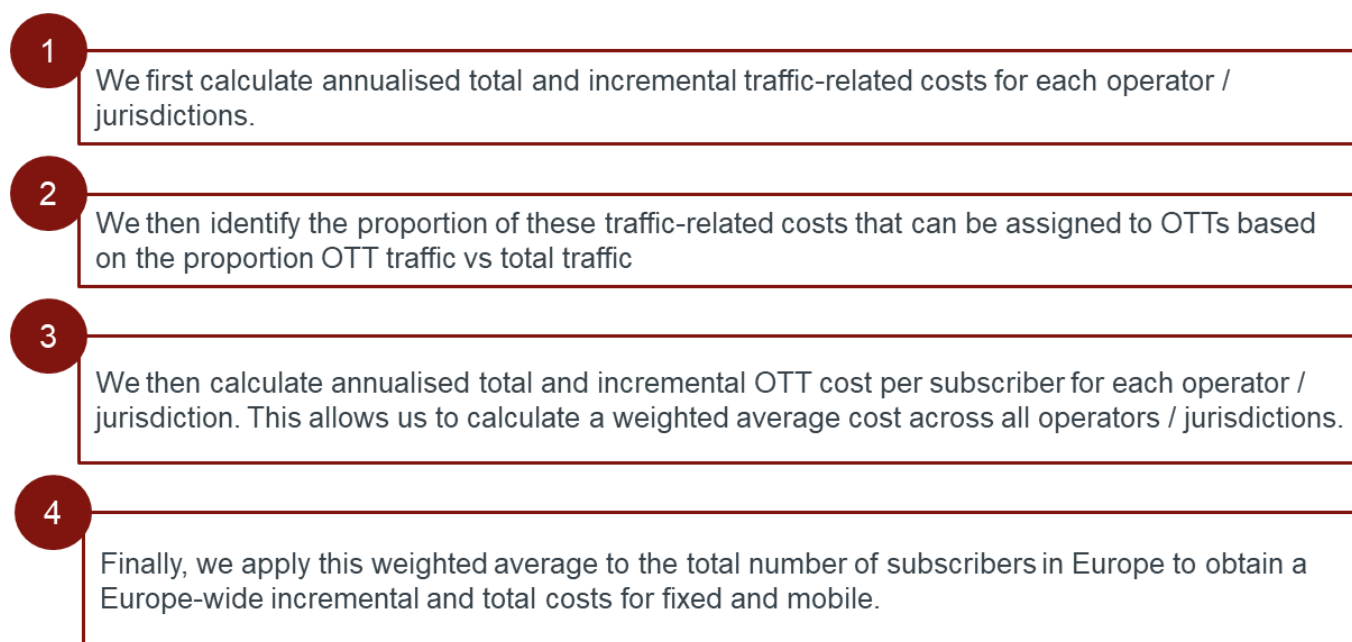 1
We first calculate annualised total and incremental traffic-related costs for each operator /
jurisdictions.
2
We then identify the proportion of these traffic-related costs that can be assigned to OTTs based
on the proportion OTT traffic vs total traffic
3
We then calculate annualised total and incremental OTT cost per subscriber for each operator /
jurisdiction. This allows us to calculate a weighted average cost across all operators / jurisdictions.
4
Finally, we apply this weighted average to the total number of subscribers in Europe to obtain a
Europe-wide incremental and total costs for fixed and mobile.